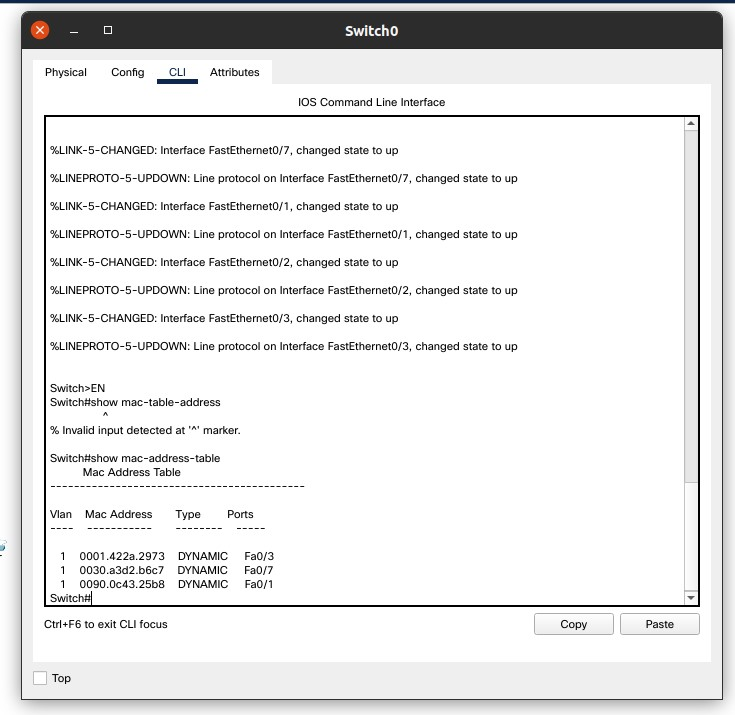 Switch0
Physical Config CLI Attributes
IOS Command Line Interface
%LINK-5-CHANGED: Interface FastEthernet0/7, changed state to up
%LINEPROTO-5-UPDOWN: Line protocol on Interface FastEthernet0/7, changed state to up
%LINK-5-CHANGED: Interface FastEthernet0/1, changed state to up
%LINEPROTO-5-UPDOWN: Line protocol on Interface FastEthernet0/1, changed state to up
%LINK-5-CHANGED: Interface FastEthernet0/2, changed state to up
%LINEPROTO-5-UPDOWN: Line protocol on Interface FastEthernet0/2, changed state to up
%LINK-5-CHANGED: Interface FastEthernet0/3, changed state to up
%LINEPROTO-5-UPDOWN: Line protocol on Interface FastEthernet0/3, changed state to up
Switch>EN
Switch#show mac-table-address
^
% Invalid input detected at '^' marker.
Switch#show mac-address-table
Mac Address Table
-------------------------------------------
Vlan Mac Address Type Ports
---- ----------- -------- -----
1 0001.422a.2973 DYNAMIC Fa0/3
1 0030.a3d2.b6c7 DYNAMIC Fa0/7
1 0090.0c43.25b8 DYNAMIC Fa0/1
Switch#
Ctrl+F6 to exit CLI focus
Copy Paste
Top